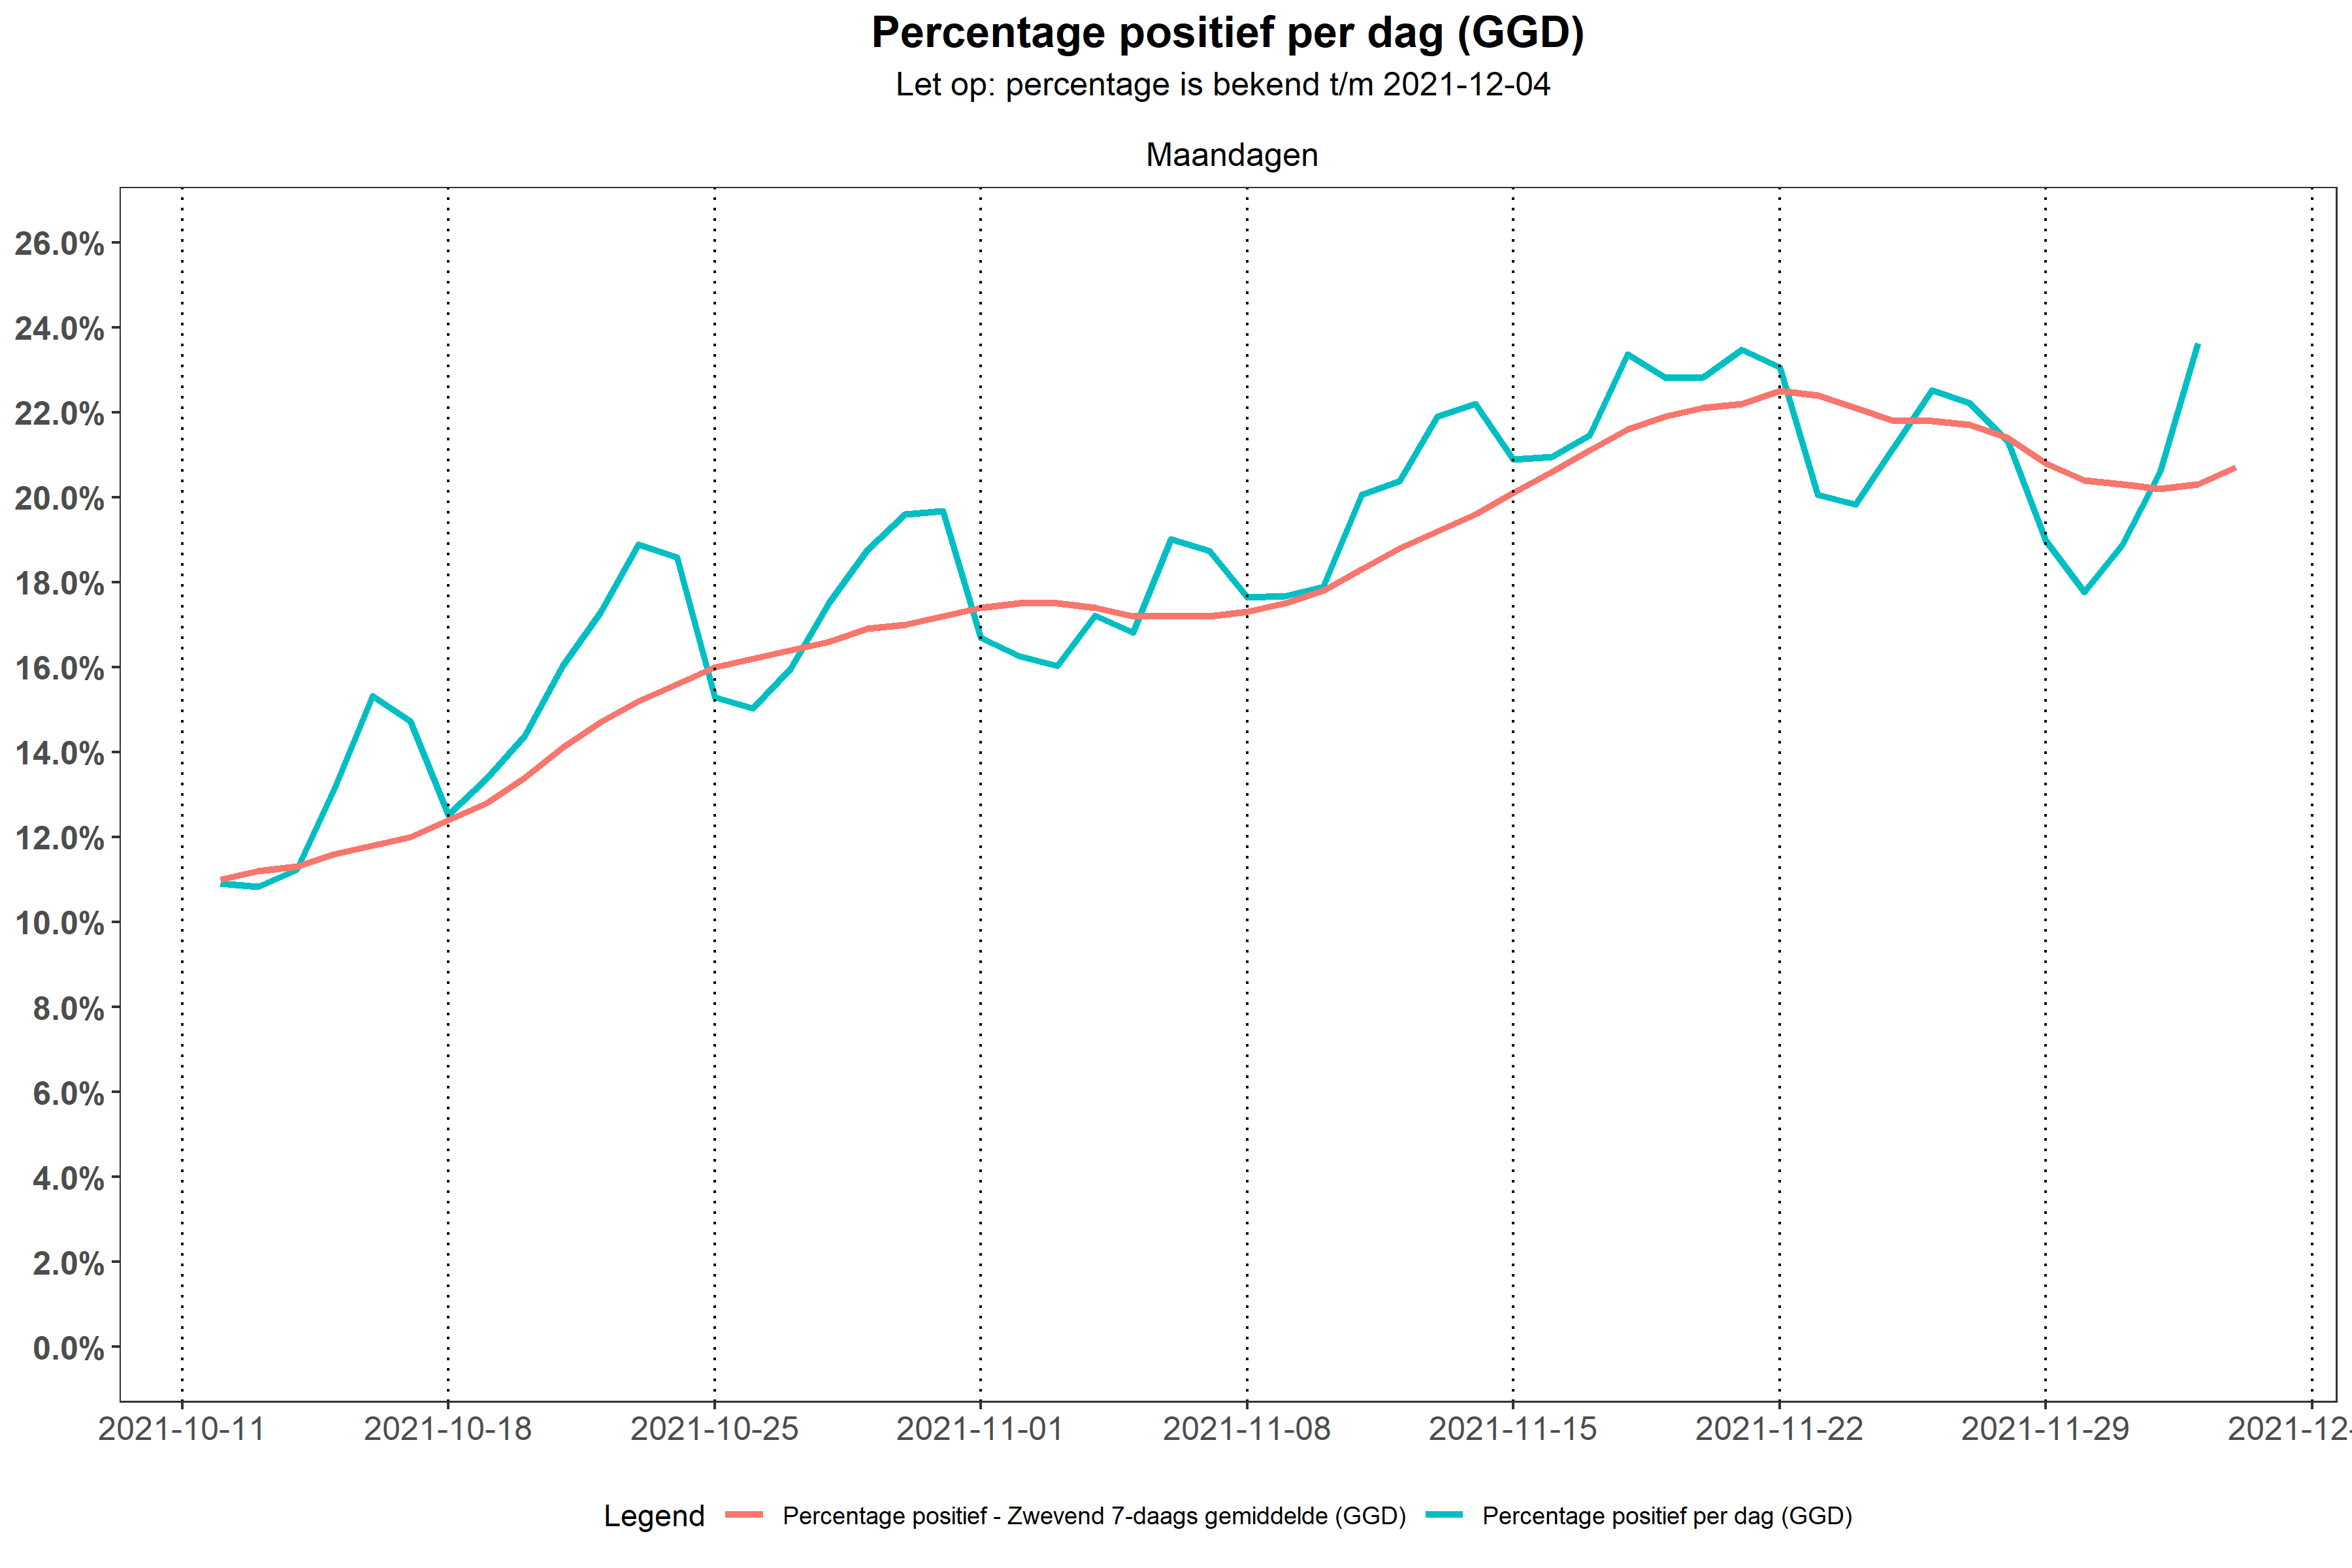 Percentage positief per dag (GGD)
Let op: percentage is bekend t/m 2021-12-04
Maandagen
26.0%
24.0%
22.0%
20.0%
18.0%
16.0%
14.0%
12.0%
10.0%
8.0%
6.0%
4.0%
2.0%
0.0%
2021-10-11 2021-10-18 2021-10-25 2021-11-01 2021-11-08 2021-11-15 2021-11-22 2021-11-29 2021-12-
Legend Percentage positief - Zwevend 7-daags gemiddelde (GGD) Percentage positief per dag (GGD)